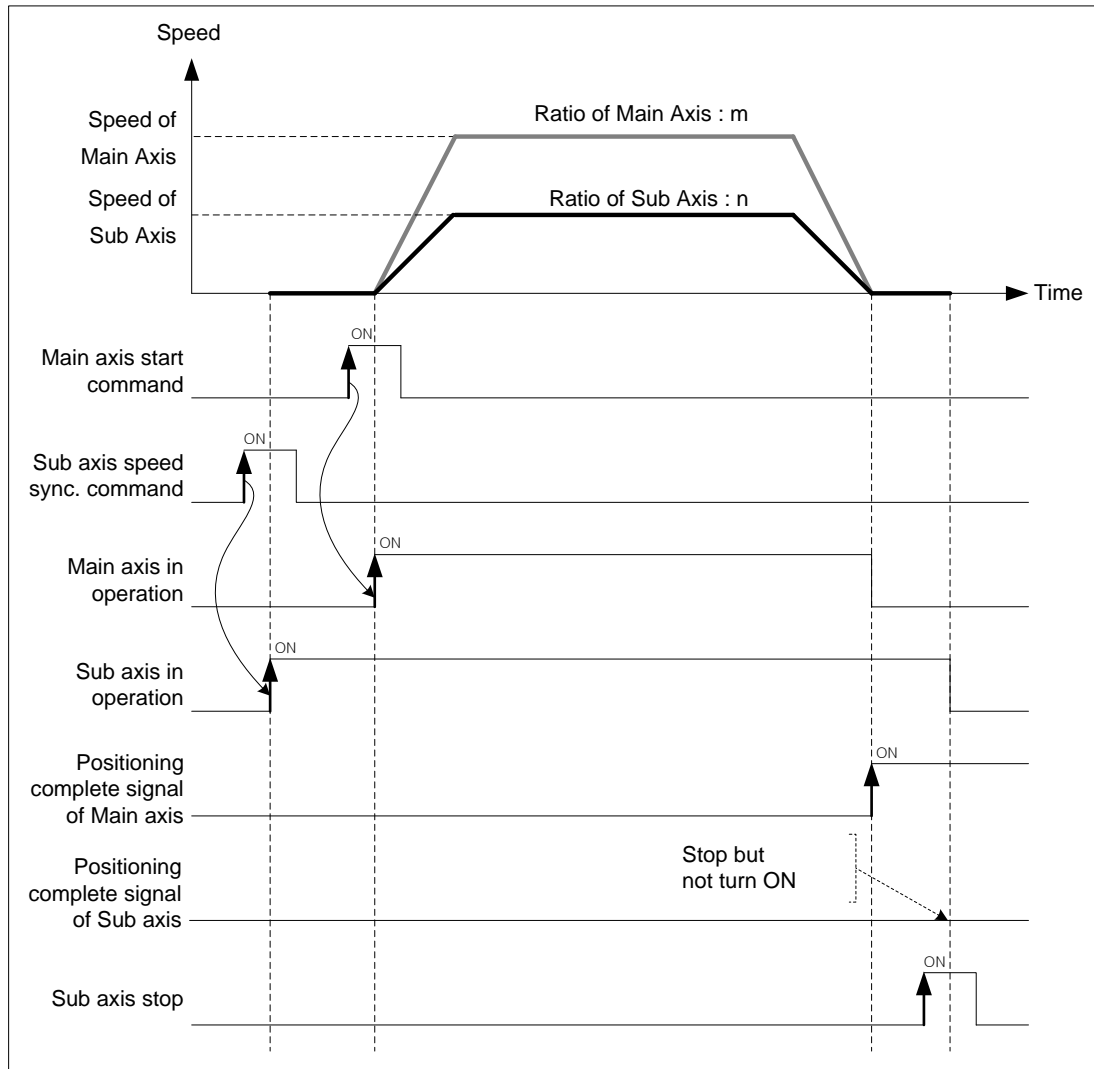 Speed
Speed of
Main Axis
Ratio of Main Axis : m
Speed of
Sub Axis
Ratio of Sub Axis : n
Time
ON
Main axis start
command
ON
Sub axis speed
sync. command
ON
Main axis in
operation
ON
Sub axis in
operation
Positioning
complete signal
of Main axis
ON
Positioning
complete signal
of Sub axis
Stop but
not turn ON
ON
Sub axis stop